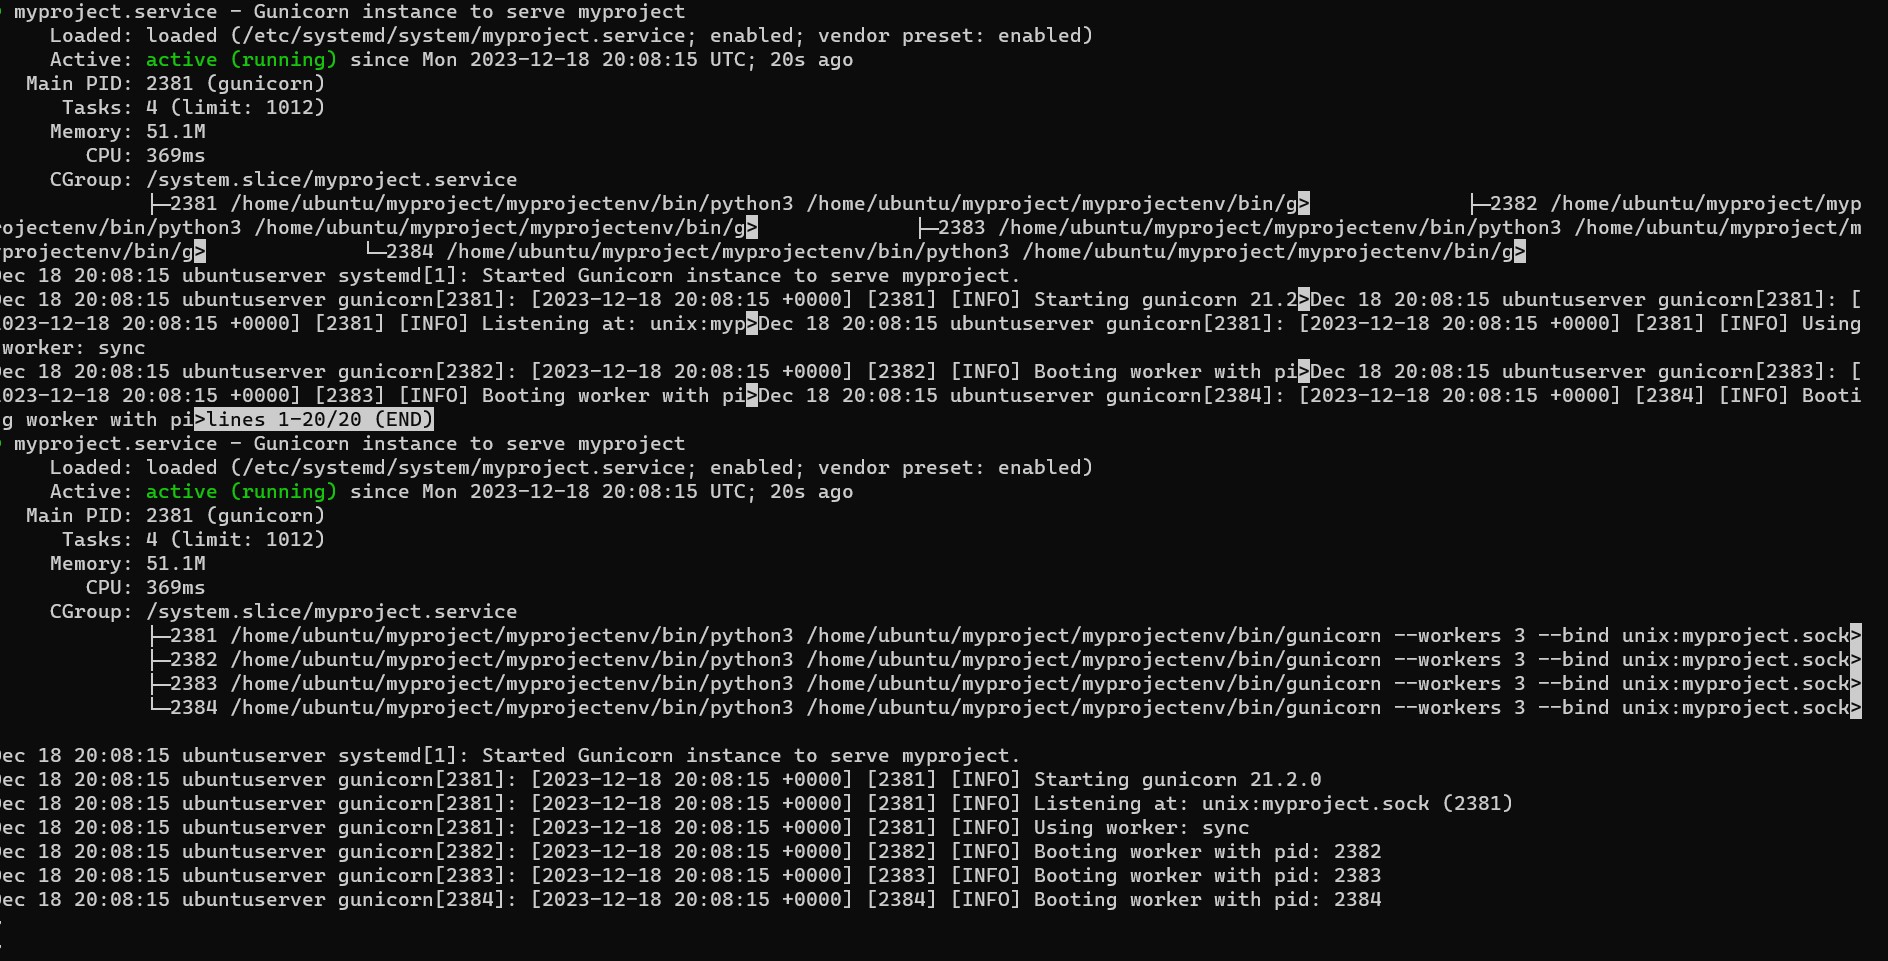 myproject.service - Gunicorn instance to serve myproject
Loaded: loaded (/etc/systemd/system/myproject.service; enabled; vendor preset: enabled)
Active: active (running) since Mon 2023-12-18 20:08:15 UTC; 20s ago
Main PID: 2381 (gunicorn)
Tasks: 4 (limit: 1012)
Memory: 51.1M
CPU: 369ms
CGroup: /system.slice/myproject.service
├─2381 /home/ubuntu/myproject/myprojectenv/bin/python3 /home/ubuntu/myproject/myprojectenv/bin/g> ├─2382 /home/ubuntu/myproject/myp
rojectenv/bin/python3 /home/ubuntu/myproject/myprojectenv/bin/g> ├─2383 /home/ubuntu/myproject/myprojectenv/bin/python3 /home/ubuntu/myproject/m
yprojectenv/bin/g> └─2384 /home/ubuntu/myproject/myprojectenv/bin/python3 /home/ubuntu/myproject/myprojectenv/bin/g>
Dec 18 20:08:15 ubuntuserver systemd[1]: Started Gunicorn instance to serve myproject.
Dec 18 20:08:15 ubuntuserver gunicorn[2381]: [2023-12-18 20:08:15 +0000] [2381] [INFO] Starting gunicorn 21.2>Dec 18 20:08:15 ubuntuserver gunicorn[2381]: [
2023-12-18 20:08:15 +0000] [2381] [INFO] Listening at: unix:myp>Dec 18 20:08:15 ubuntuserver gunicorn[2381]: [2023-12-18 20:08:15 +0000] [2381] [INFO] Using
worker: sync
Dec 18 20:08:15 ubuntuserver gunicorn[2382]: [2023-12-18 20:08:15 +0000] [2382] [INFO] Booting worker with pi>Dec 18 20:08:15 ubuntuserver gunicorn[2383]: [
2023-12-18 20:08:15 +0000] [2383] [INFO] Booting worker with pi>Dec 18 20:08:15 ubuntuserver gunicorn[2384]: [2023-12-18 20:08:15 +0000] [2384] [INFO] Booti
g worker with pi>lines 1-20/20 (END)
myproject.service - Gunicorn instance to serve myproject
Loaded: loaded (/etc/systemd/system/myproject.service; enabled; vendor preset: enabled)
Active: active (running) since Mon 2023-12-18 20:08:15 UTC; 20s ago
Main PID: 2381 (gunicorn)
Tasks: 4 (limit: 1012)
Memory: 51.1M
CPU: 369ms
CGroup: /system.slice/myproject.service
├─2381 /home/ubuntu/myproject/myprojectenv/bin/python3 /home/ubuntu/myproject/myprojectenv/bin/gunicorn --workers 3 --bind unix:myproject.sock>
├─2382 /home/ubuntu/myproject/myprojectenv/bin/python3 /home/ubuntu/myproject/myprojectenv/bin/gunicorn --workers 3 --bind unix:myproject.sock>
├─2383 /home/ubuntu/myproject/myprojectenv/bin/python3 /home/ubuntu/myproject/myprojectenv/bin/gunicorn --workers 3 --bind unix:myproject.sock>
└─2384 /home/ubuntu/myproject/myprojectenv/bin/python3 /home/ubuntu/myproject/myprojectenv/bin/gunicorn --workers 3 --bind unix:myproject.sock>
Dec 18 20:08:15 ubuntuserver systemd[1]: Started Gunicorn instance to serve myproject.
Dec 18 20:08:15 ubuntuserver gunicorn[2381]: [2023-12-18 20:08:15 +0000] [2381] [INFO] Starting gunicorn 21.2.0
Dec 18 20:08:15 ubuntuserver gunicorn[2381]: [2023-12-18 20:08:15 +0000] [2381] [INFO] Listening at: unix:myproject.sock (2381)
Dec 18 20:08:15 ubuntuserver gunicorn[2381]: [2023-12-18 20:08:15 +0000] [2381] [INFO] Using worker: sync
Dec 18 20:08:15 ubuntuserver gunicorn[2382]: [2023-12-18 20:08:15 +0000] [2382] [INFO] Booting worker with pid: 2382
Dec 18 20:08:15 ubuntuserver gunicorn[2383]: [2023-12-18 20:08:15 +0000] [2383] [INFO] Booting worker with pid: 2383
Dec 18 20:08:15 ubuntuserver gunicorn[2384]: [2023-12-18 20:08:15 +0000] [2384] [INFO] Booting worker with pid: 2384